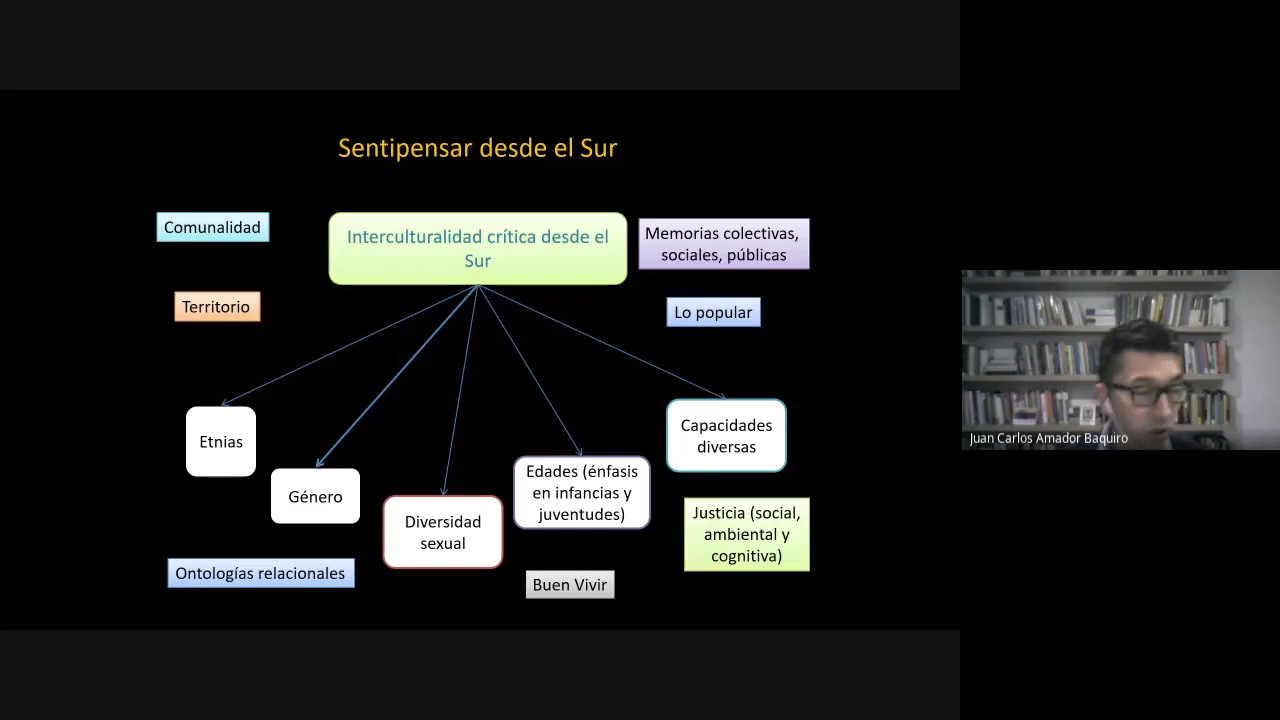 Sentipensar desde el Sur
Comunalidad
Interculturalidad crítica desde el
Sur
Memorias colectivas,
sociales, públicas
Territorio
Lo popular
Etnias
Género
Diversidad
sexual
Edades (énfasis
en infancias y
juventudes)
Capacidades
diversas
Justicia (social,
ambiental y
cognitiva)
Ontologías relacionales
Buen Vivir
Juan Carlos Amador Baquiro